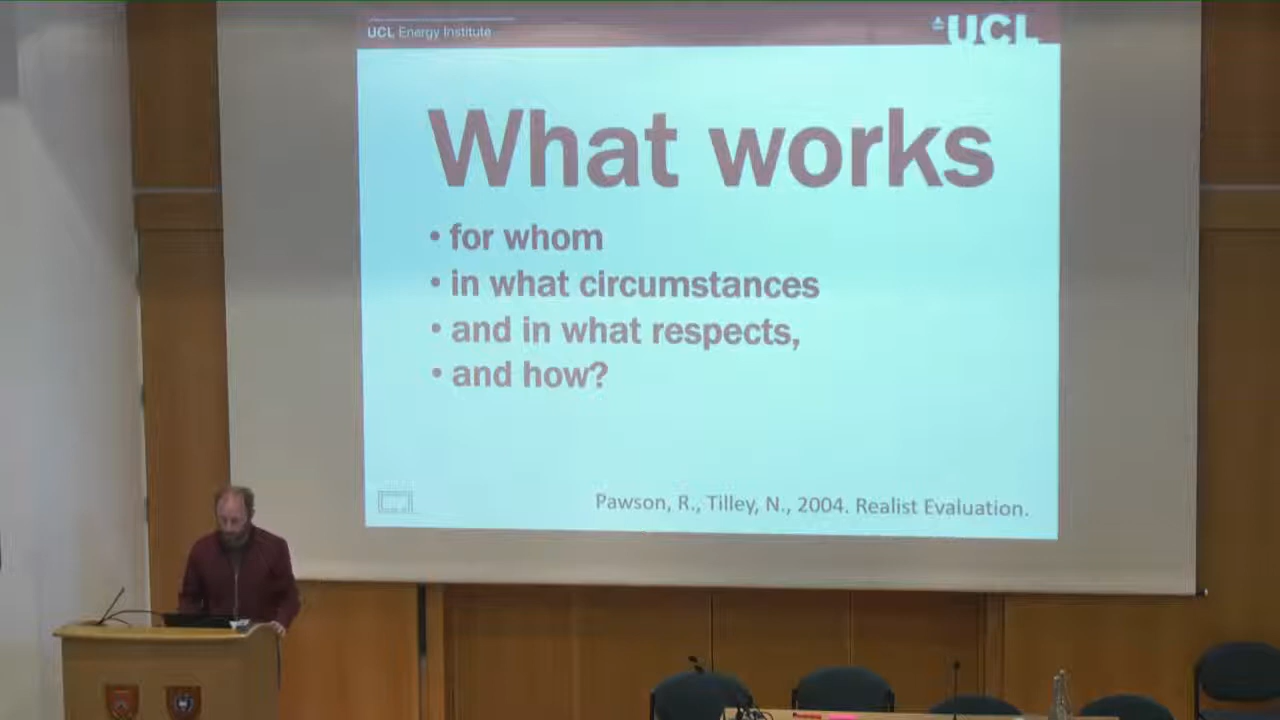 UCL Energy Institute
UCL
What works
• for whom
• in what circumstances
• and in what respects,
• and how?
Pawson, R., Tilley, N., 2004. Realist Evaluation.